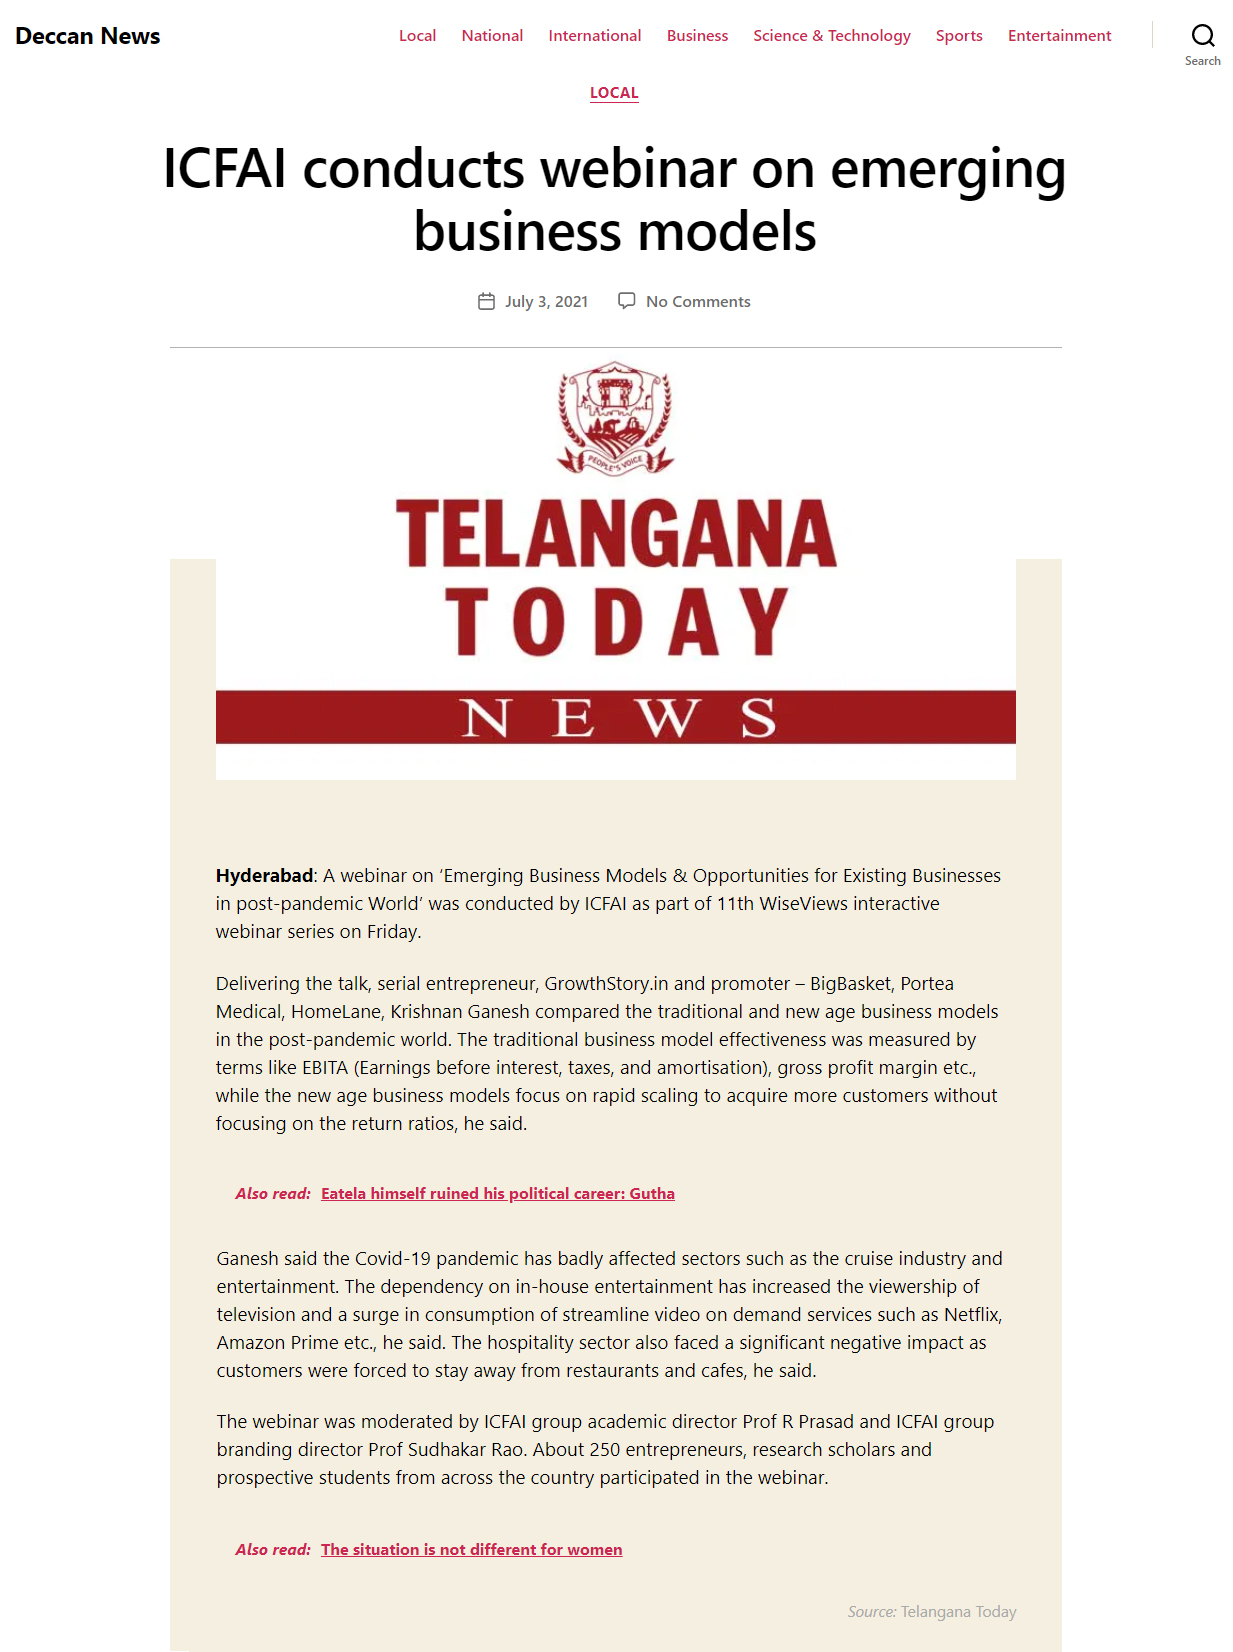 Deccan News
Local National International Business Science & Technology Sports Entertainment
Search
LOCAL
ICFAI conducts webinar on emerging
business models
July 3, 2021 No Comments
PEOPLE'S VOICE
TELANGANA
TODAY
NEWS
Hyderabad: A webinar on ‘Emerging Business Models & Opportunities for Existing Businesses
in post-pandemic World’ was conducted by ICFAI as part of 11th WiseViews interactive
webinar series on Friday.
Delivering the talk, serial entrepreneur, GrowthStory.in and promoter – BigBasket, Portea
Medical, HomeLane, Krishnan Ganesh compared the traditional and new age business models
in the post-pandemic world. The traditional business model effectiveness was measured by
terms like EBITA (Earnings before interest, taxes, and amortisation), gross profit margin etc.,
while the new age business models focus on rapid scaling to acquire more customers without
focusing on the return ratios, he said.
Also read: Eatela himself ruined his political career: Gutha
Ganesh said the Covid-19 pandemic has badly affected sectors such as the cruise industry and
entertainment. The dependency on in-house entertainment has increased the viewership of
television and a surge in consumption of streamline video on demand services such as Netflix,
Amazon Prime etc., he said. The hospitality sector also faced a significant negative impact as
customers were forced to stay away from restaurants and cafes, he said.
The webinar was moderated by ICFAI group academic director Prof R Prasad and ICFAI group
branding director Prof Sudhakar Rao. About 250 entrepreneurs, research scholars and
prospective students from across the country participated in the webinar.
Also read: The situation is not different for women
Source: Telangana Today